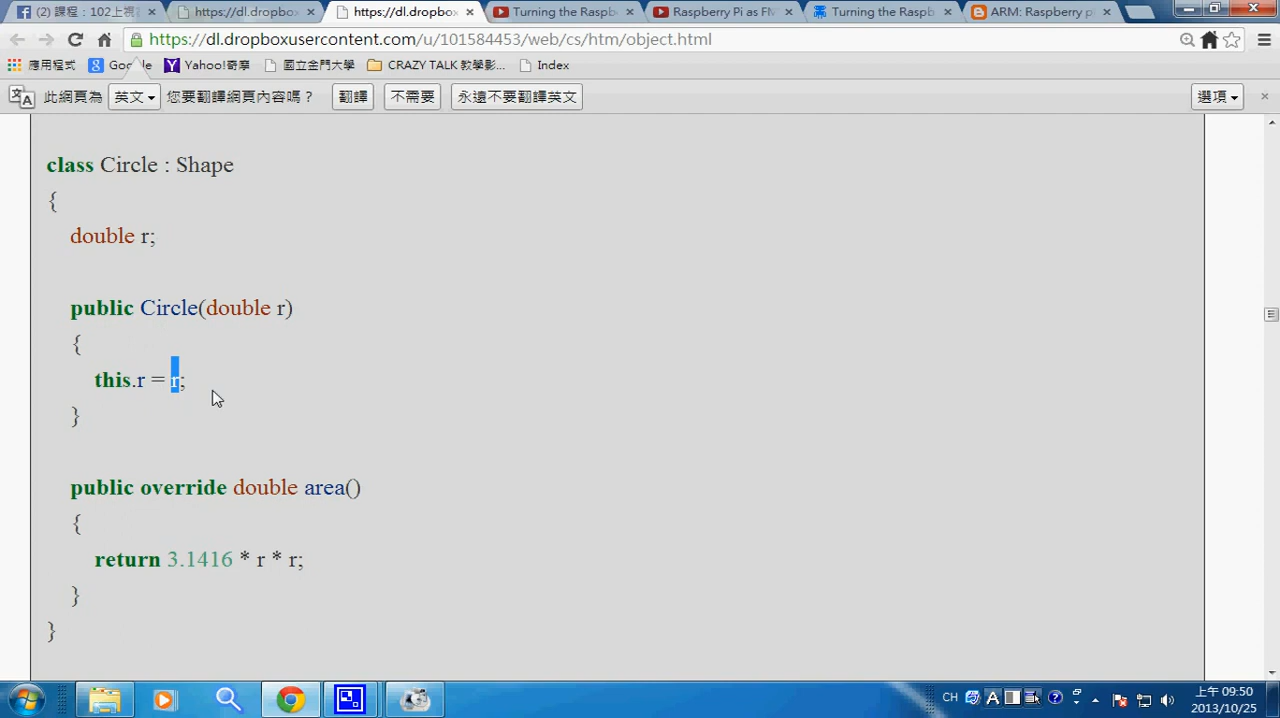 (2) 課程：102上視
https://dl.dropbox
https://dl.dropbox
Turning the Raspb
Raspberry Pi as FM
Turning the Raspb
ARM: Raspberry p
https://dl.dropboxusercontent.com/u/101584453/web/cs/htm/object.html
應用程式
Google
Yahoo!奇摩
國立金門大學
CRAZY TALK 教學影...
Index
此網頁為 英文 您要翻譯網頁內容嗎？ 翻譯 不需要 永遠不要翻譯英文 選項
class Circle : Shape
{
double r;
public Circle(double r)
{
this.r = r;
}
public override double area()
{
return 3.1416 * r * r;
}
}
CH
上午 09:50
2013/10/25